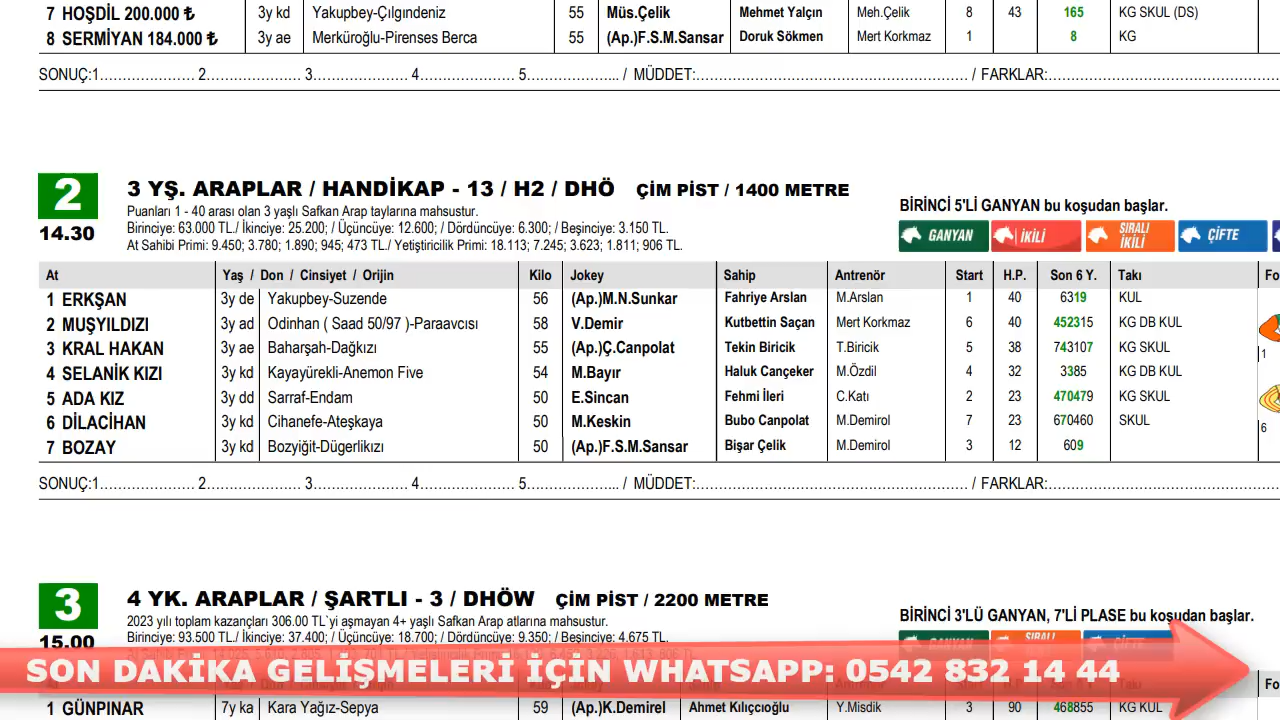 7 HOŞDİL 200.000 ₺ 3y kd Yakupbey-Çılgındeniz 55 Müs.Çelik Mehmet Yalçın Meh.Çelik 8 43 165 KG SKUL (DS)
8 SERMİYAN 184.000 ₺ 3y ae Merküroğlu-Pirenses Berca 55 (Ap.)F.S.M.Sansar Doruk Sökmen Mert Korkmaz 1 8 KG
SONUÇ:1…………………. 2…………………. 3…………………. 4…………………. 5……………….. / MÜDDET:……………………………………………………. / FARKLAR:……………………………………………
2 3 YŞ. ARAPLAR / HANDİKAP - 13 / H2 / DHÖ ÇİM PİST / 1400 METRE
14.30
Puanları 1 - 40 arası olan 3 yaşlı Safkan Arap taylarına mahsustur.
Birinciye: 63.000 TL./ İkinciye: 25.200; / Üçüncüye: 12.600; / Dördüncüye: 6.300; / Beşinciye: 3.150 TL.
At Sahibi Primi: 9.450; 3.780; 1.890; 945; 473 TL./ Yetiştiricilik Primi: 18.113; 7.245; 3.623; 1.811; 906 TL.
BİRİNCİ 5'Lİ GANYAN bu koşudan başlar.
GANYAN İKİLİ SIRALI İKİLİ ÇİFTE
At Yaş / Don / Cinsiyet / Orijin Kilo Jokey Sahip Antrenör Start H.P. Son 6 Y. Takı Fo
1 ERKŞAN 3y de Yakupbey-Suzende 56 (Ap.)M.N.Sunkar Fahriye Arslan M.Arslan 1 40 6319 KUL
2 MUŞYILDIZI 3y ad Odinhan ( Saad 50/97 )-Paraavcısı 58 V.Demir Kutbettin Saçan Mert Korkmaz 6 40 452315 KG DB KUL
3 KRAL HAKAN 3y ae Baharşah-Dağkızı 55 (Ap.)Ç.Canpolat Tekin Biricik T.Biricik 5 38 743107 KG SKUL 1
4 SELANİK KIZI 3y kd Kayayürekli-Anemon Five 54 M.Bayır Haluk Cançeker M.Özdil 4 32 3385 KG DB KUL
5 ADA KIZ 3y dd Sarraf-Endam 50 E.Sincan Fehmi İleri C.Katı 2 23 470479 KG SKUL
6 DİLACİHAN 3y kd Cihanefe-Ateşkaya 50 M.Keskin Bubo Canpolat M.Demirol 7 23 670460 SKUL 6
7 BOZAY 3y kd Bozyiğit-Dügerlikızı 50 (Ap.)F.S.M.Sansar Bişar Çelik M.Demirol 3 12 609
SONUÇ:1…………………. 2…………………. 3…………………. 4…………………. 5……………….. / MÜDDET:……………………………………………………. / FARKLAR:……………………………………………
3 4 YK. ARAPLAR / ŞARTLI - 3 / DHÖW ÇİM PİST / 2200 METRE
15.00
2023 yılı toplam kazançları 306.00 TL`yi aşmayan 4+ yaşlı Safkan Arap atlarına mahsustur.
Birinciye: 93.500 TL./ İkinciye: 37.400; / Üçüncüye: 18.700; / Dördüncüye: 9.350; / Beşinciye: 4.675 TL.
BİRİNCİ 3'LÜ GANYAN, 7'Lİ PLASE bu koşudan başlar.
GANYAN SIRALI ÇİFTE
SON DAKİKA GELİŞMELERİ İÇİN WHATSAPP: 0542 832 14 44
Fo
1 GÜNPINAR 7y ka Kara Yağız-Sepya 59 (Ap.)K.Demirel Ahmet Kılıççıoğlu Y.Misdik 3 90 468855 KG KUL